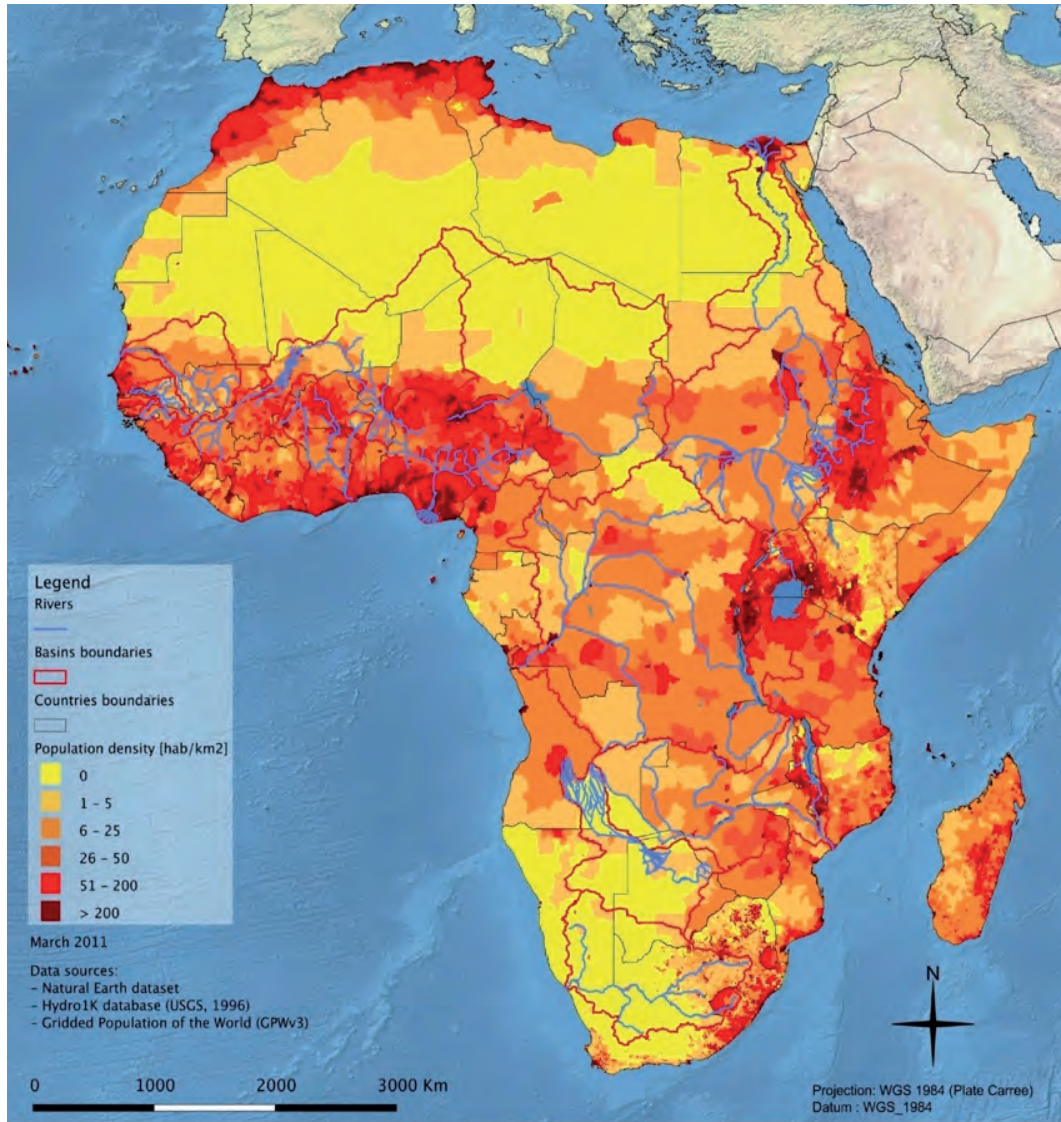 Legend
Rivers
Basins boundaries
Countries boundaries
Population density [hab/km2]
0
1 - 5
6 - 25
26 - 50
51 - 200
> 200
March 2011
Data sources:
- Natural Earth dataset
- Hydro1K database (USGS, 1996)
- Gridded Population of the World (GPWv3)
0 1000 2000 3000 Km
N
Projection: WGS 1984 (Plate Carree)
Datum : WGS_1984